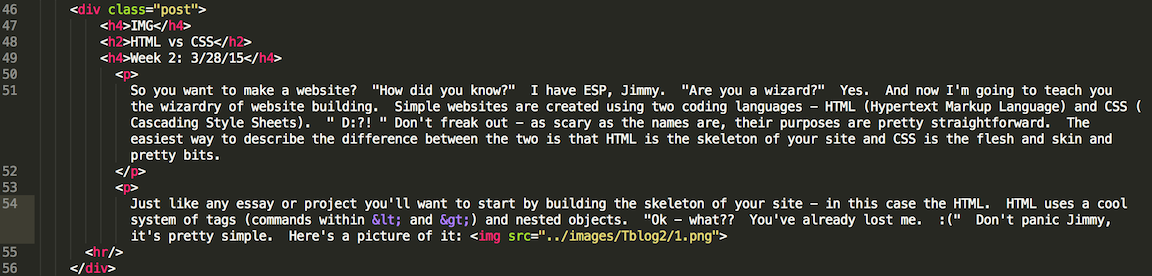 46 <div class="post">
47 <h4>IMG</h4>
48 <h2>HTML vs CSS</h2>
49 <h4>Week 2: 3/28/15</h4>
50 <p>
51 So you want to make a website?  "How did you know?"  I have ESP, Jimmy.  "Are you a wizard?"  Yes.  And now I'm going to teach you
the wizardry of website building.  Simple websites are created using two coding languages – HTML (Hypertext Markup Language) and CSS (
Cascading Style Sheets).  " D:?! " Don't freak out – as scary as the names are, their purposes are pretty straightforward.  The
easiest way to describe the difference between the two is that HTML is the skeleton of your site and CSS is the flesh and skin and
pretty bits.
52 </p>
53 <p>
54 Just like any essay or project you'll want to start by building the skeleton of your site – in this case the HTML.  HTML uses a cool
system of tags (commands within &lt; and &gt;) and nested objects.  "Ok – what??  You've already lost me.  :("  Don't panic Jimmy,
it's pretty simple.  Here's a picture of it: <img src="../images/Tblog2/1.png">
55 <hr/>
56 </div>